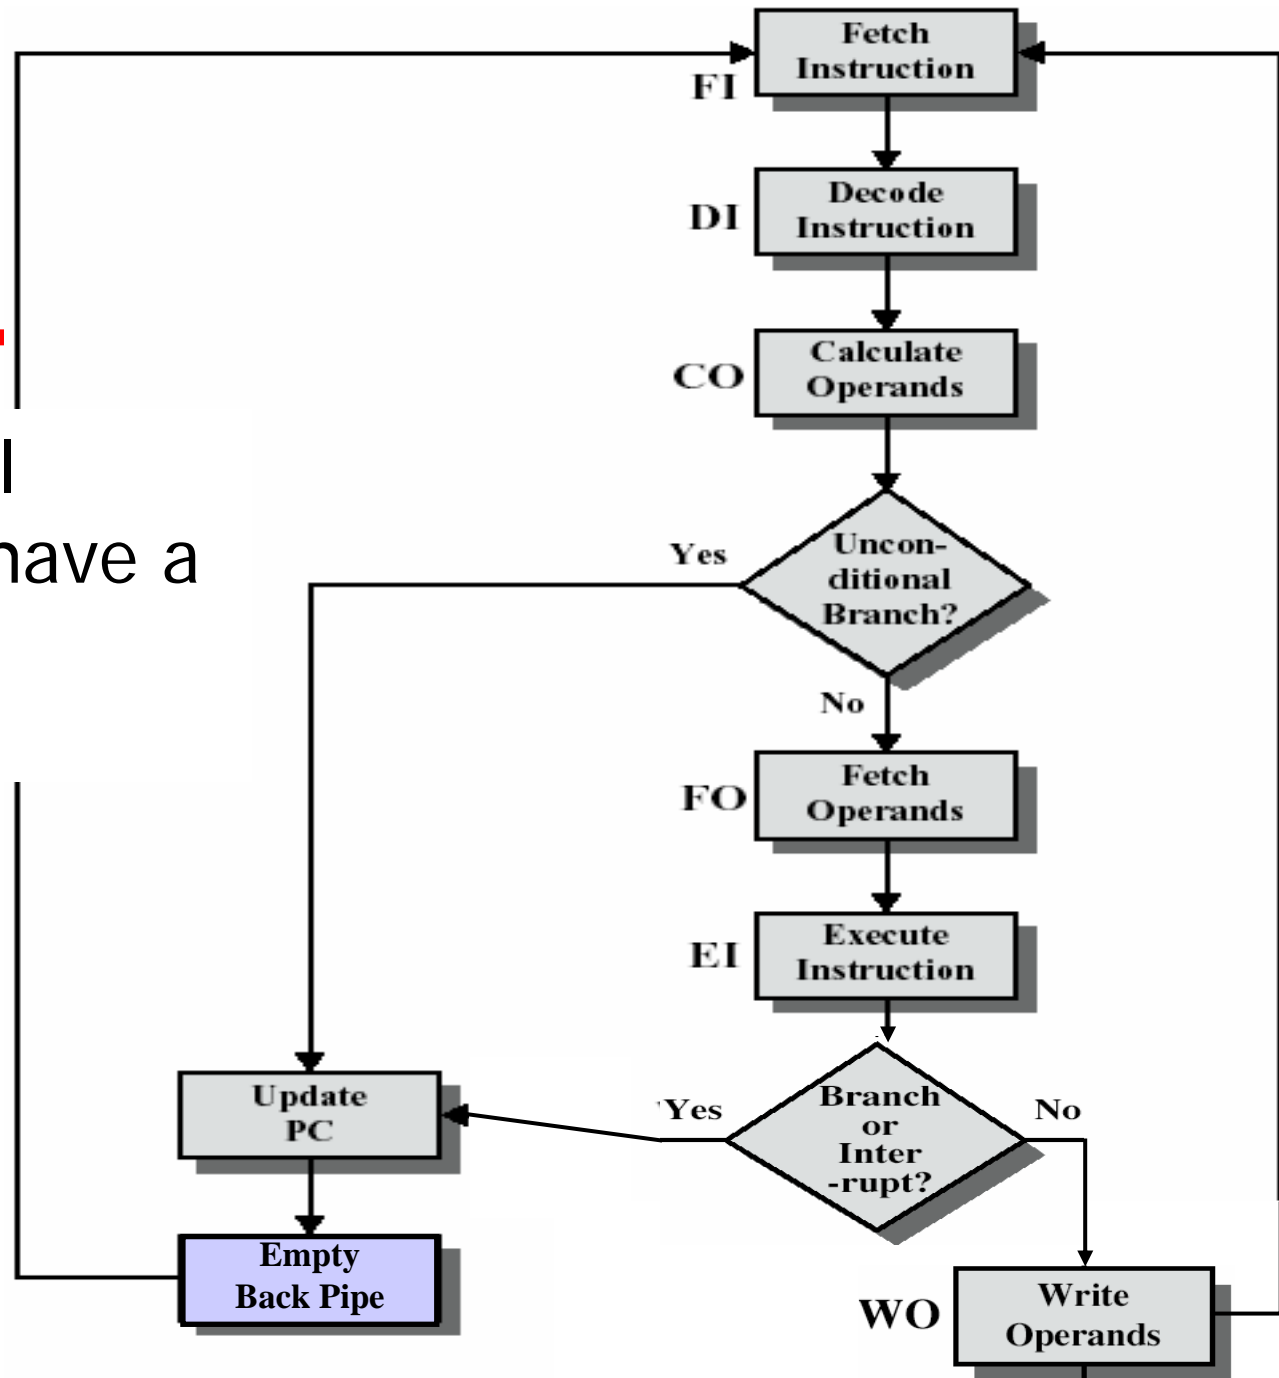 Fetch
Instruction
FI
Decode
Instruction
DI
Calculate
Operands
CO
have a
Yes
Uncon-
ditional
Branch?
No
Fetch
Operands
FO
Execute
Instruction
EI
Update
PC
Yes
Branch
or
Inter
-rupt?
No
Empty
Back Pipe
Write
Operands
WO